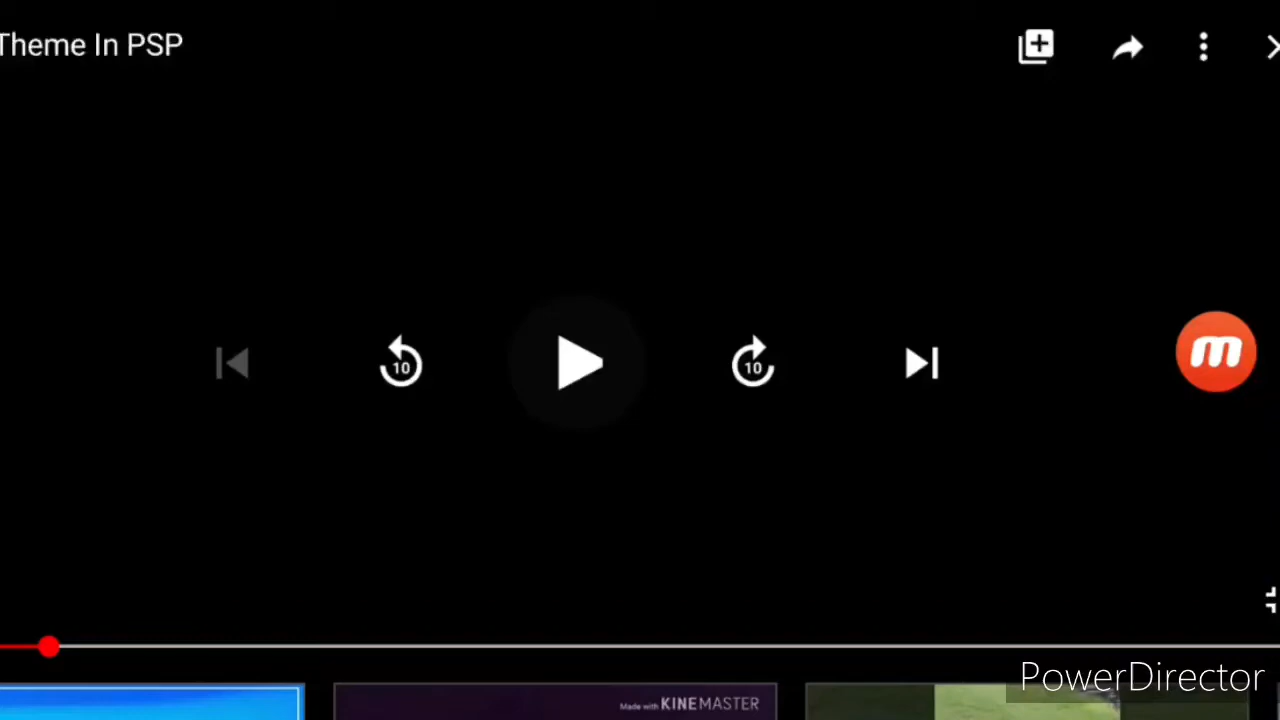 Theme In PSP
10
10
m
PowerDirector
Made with KINEMASTER